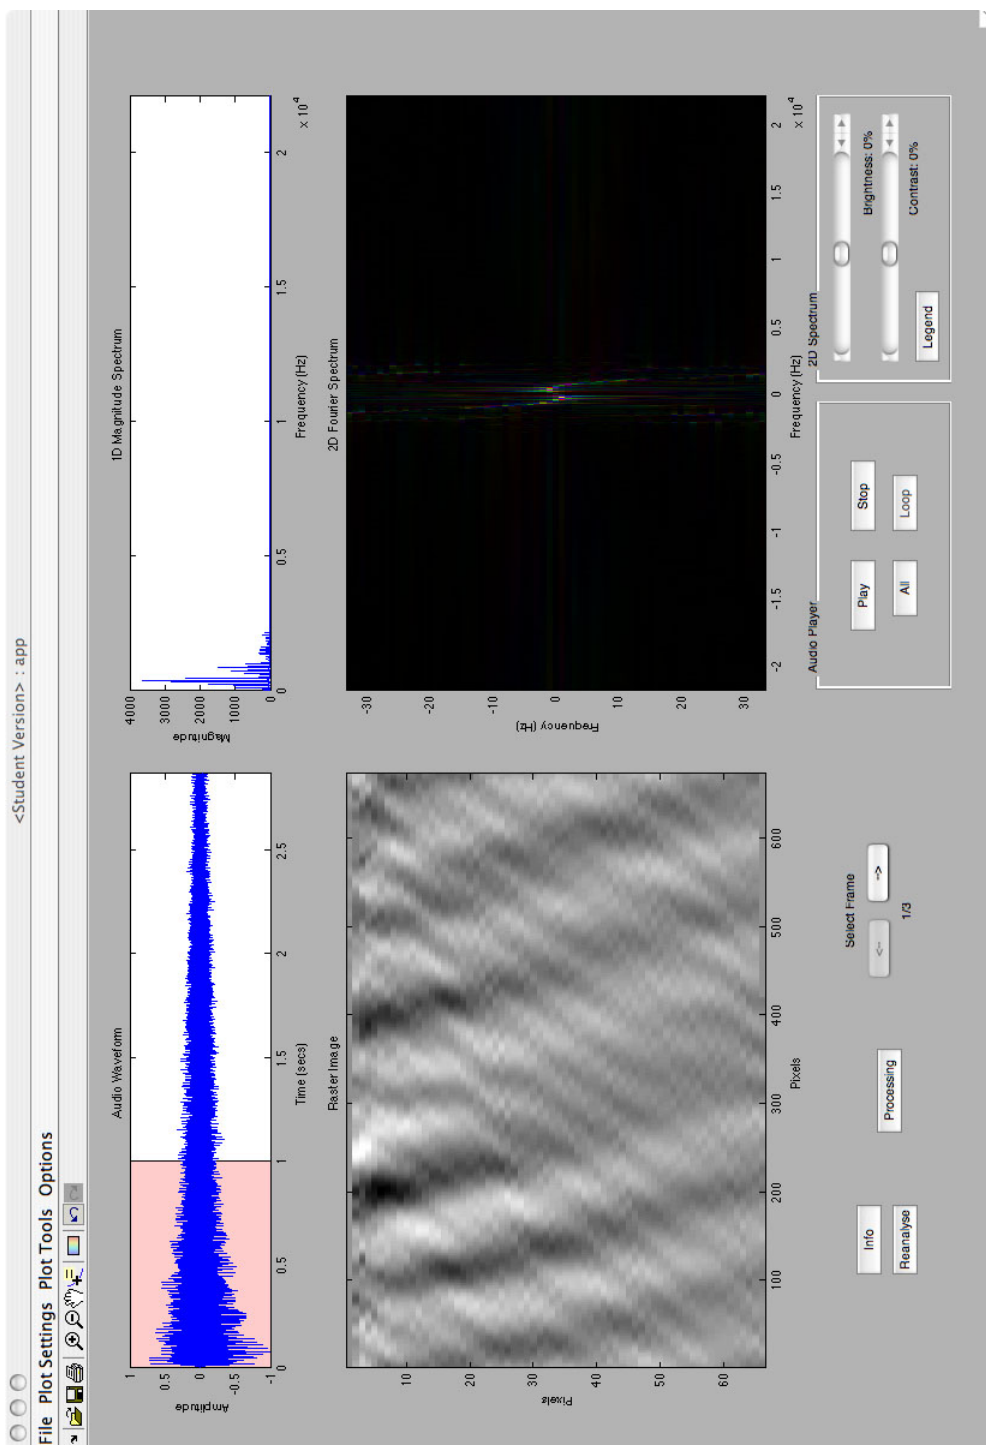 <Student Version> : app
File Plot Settings Plot Tools Options
Audio Waveform
Amplitude
1
0.5
0
-0.5
-1
0
0.5
1
1.5
2
2.5
Time (secs)
1D Magnitude Spectrum
Magnitude
4000
3000
2000
1000
0
0
0.5
1
1.5
2
x 10^4
Frequency (Hz)
Raster Image
Pixels
10
20
30
40
50
60
100
200
300
400
500
600
Pixels
2D Fourier Spectrum
Frequency (Hz)
-30
-20
-10
0
10
20
30
-2
-1.5
-1
-0.5
0
0.5
1
1.5
2
x 10^4
Frequency (Hz)
Info
Reanalyse
Processing
Select Frame
<--
-->
1/3
Audio Player
Play
Stop
All
Loop
2D Spectrum
Brightness: 0%
Contrast: 0%
Legend